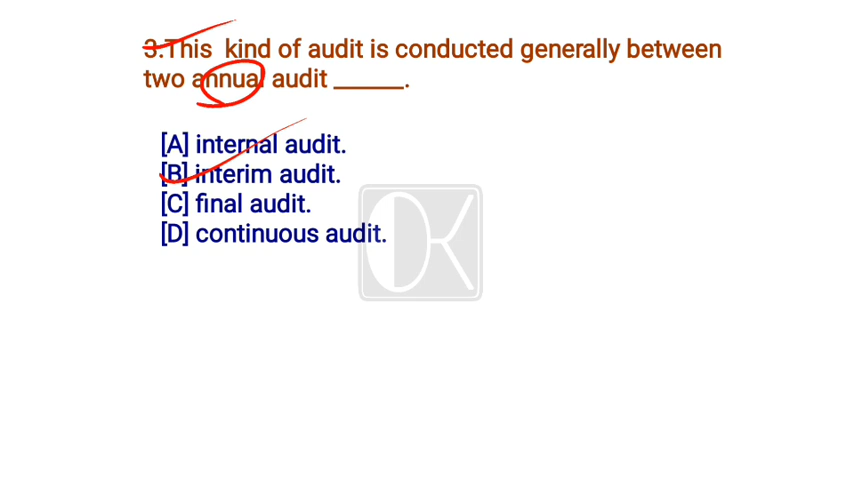 3.This kind of audit is conducted generally between
two annual audit ______.
[A] internal audit.
[B] interim audit.
[C] final audit.
[D] continuous audit.